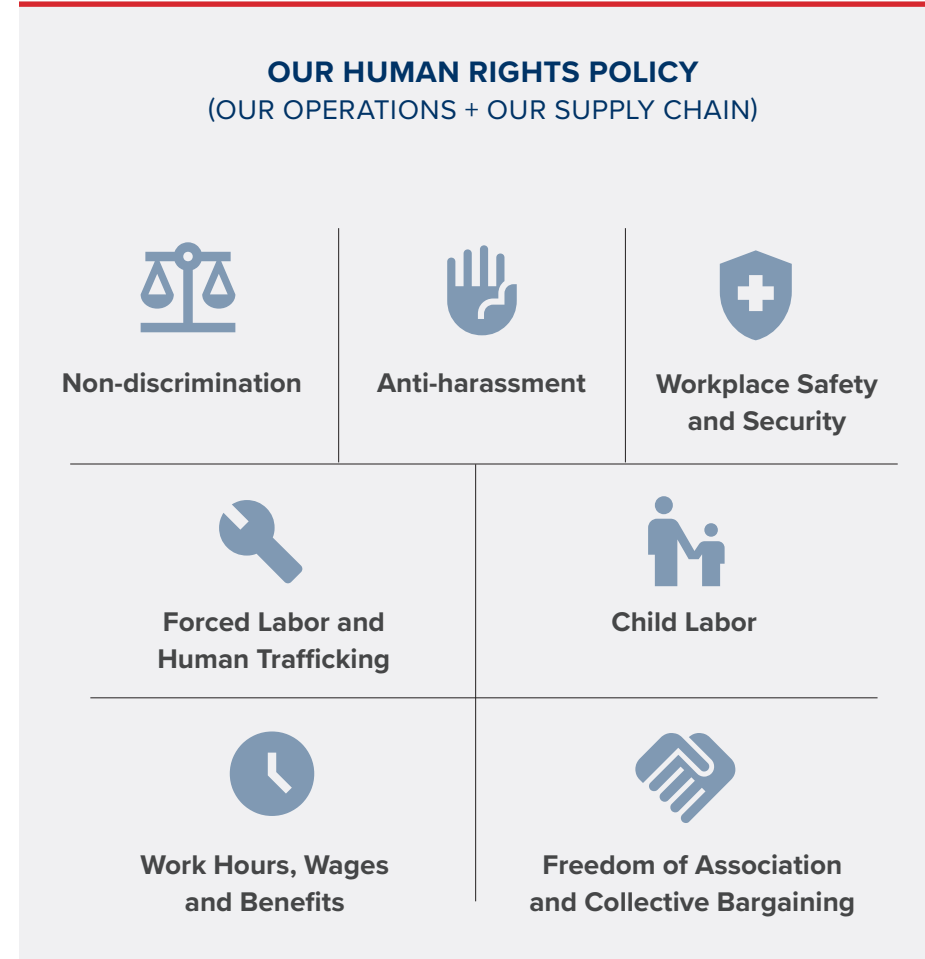 OUR HUMAN RIGHTS POLICY
(OUR OPERATIONS + OUR SUPPLY CHAIN)
Non-discrimination
Anti-harassment
Workplace Safety
and Security
Forced Labor and
Human Trafficking
Child Labor
Work Hours, Wages
and Benefits
Freedom of Association
and Collective Bargaining